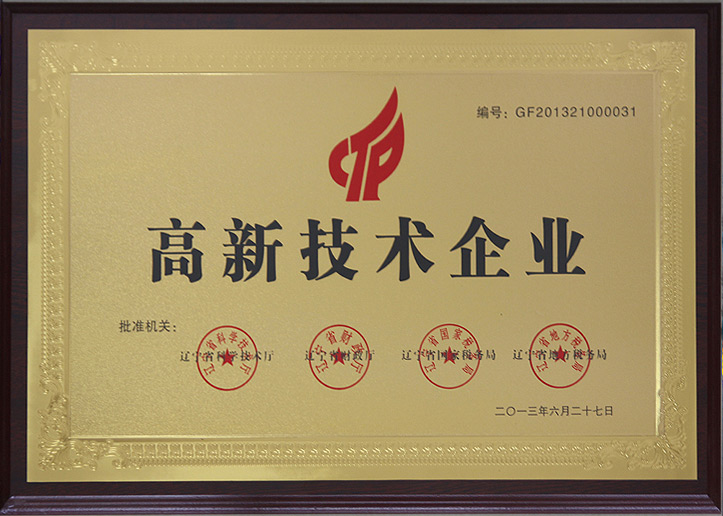 CTP
编号：GF201321000031
高新技术企业
批准机关：
辽宁省科学技术厅 辽宁省财政厅 辽宁省国家税务局 辽宁省地方税务局
二〇一三年六月二十七日